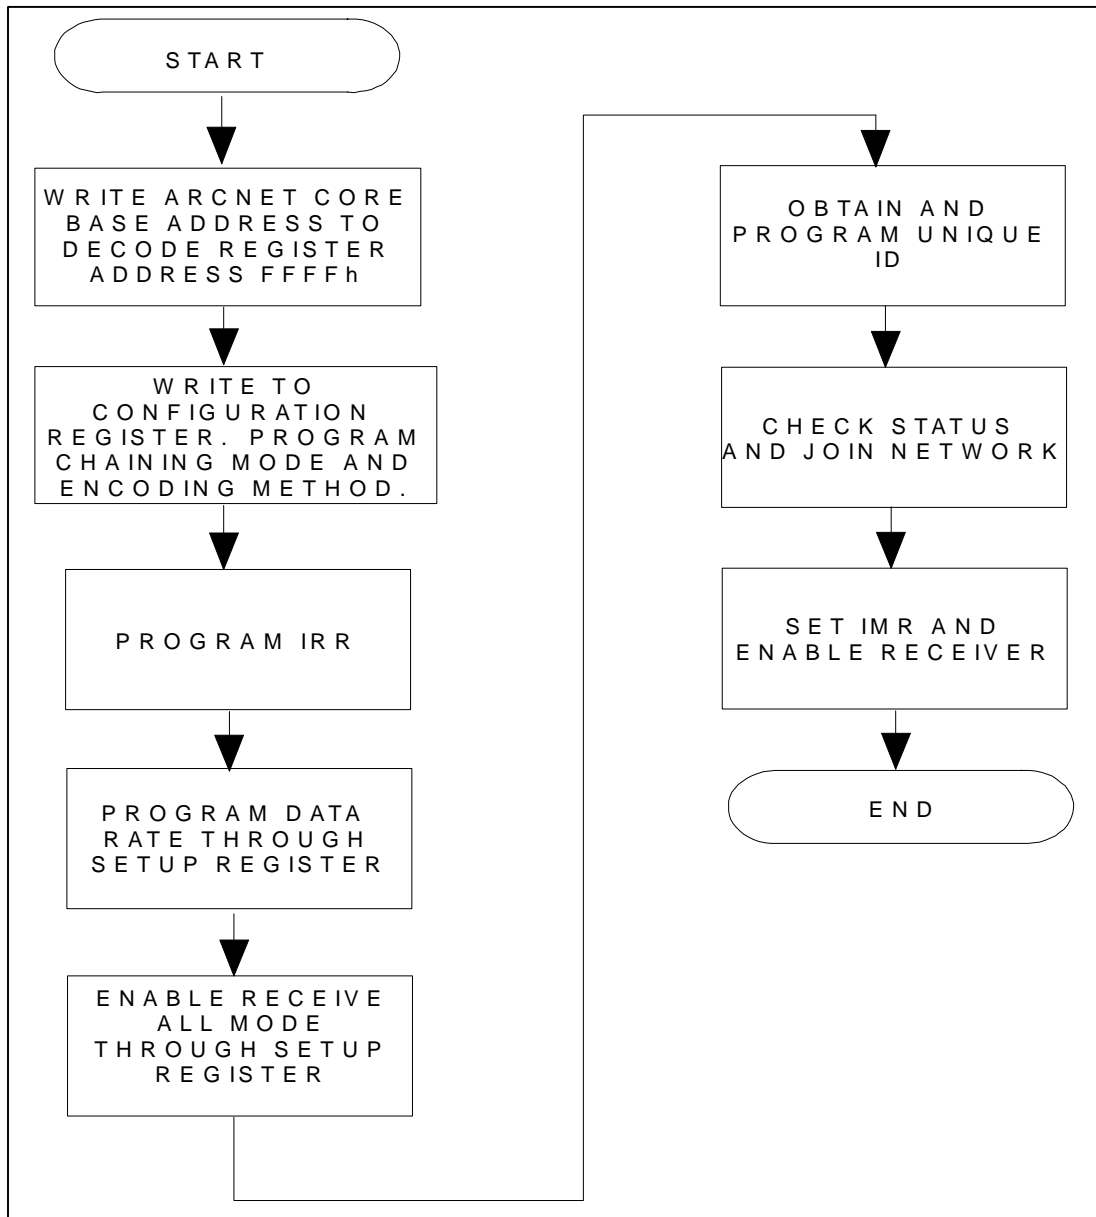 START
WRITE ARCNET CORE
BASE ADDRESS TO
DECODE REGISTER
ADDRESS FFFFh
WRITE TO
CONFIGURATION
REGISTER. PROGRAM
CHAINING MODE AND
ENCODING METHOD.
PROGRAM IRR
PROGRAM DATA
RATE THROUGH
SETUP REGISTER
ENABLE RECEIVE
ALL MODE
THROUGH SETUP
REGISTER
OBTAIN AND
PROGRAM UNIQUE
ID
CHECK STATUS
AND JOIN NETWORK
SET IMR AND
ENABLE RECEIVER
END